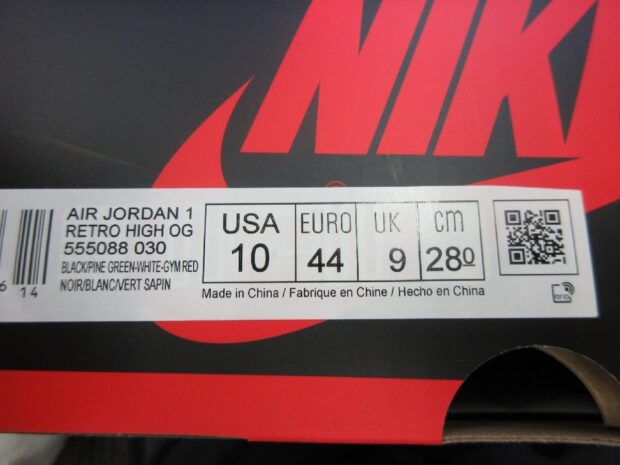 NIK
AIR JORDAN 1
RETRO HIGH OG
555088 030
BLACK/PINE GREEN-WHITE-GYM RED
NOIR/BLANC/VERT SAPIN
6 14
USA
10
EURO
44
UK
9
CM
28.0
Made in China / Fabrique en Chine / Hecho en China
RFID